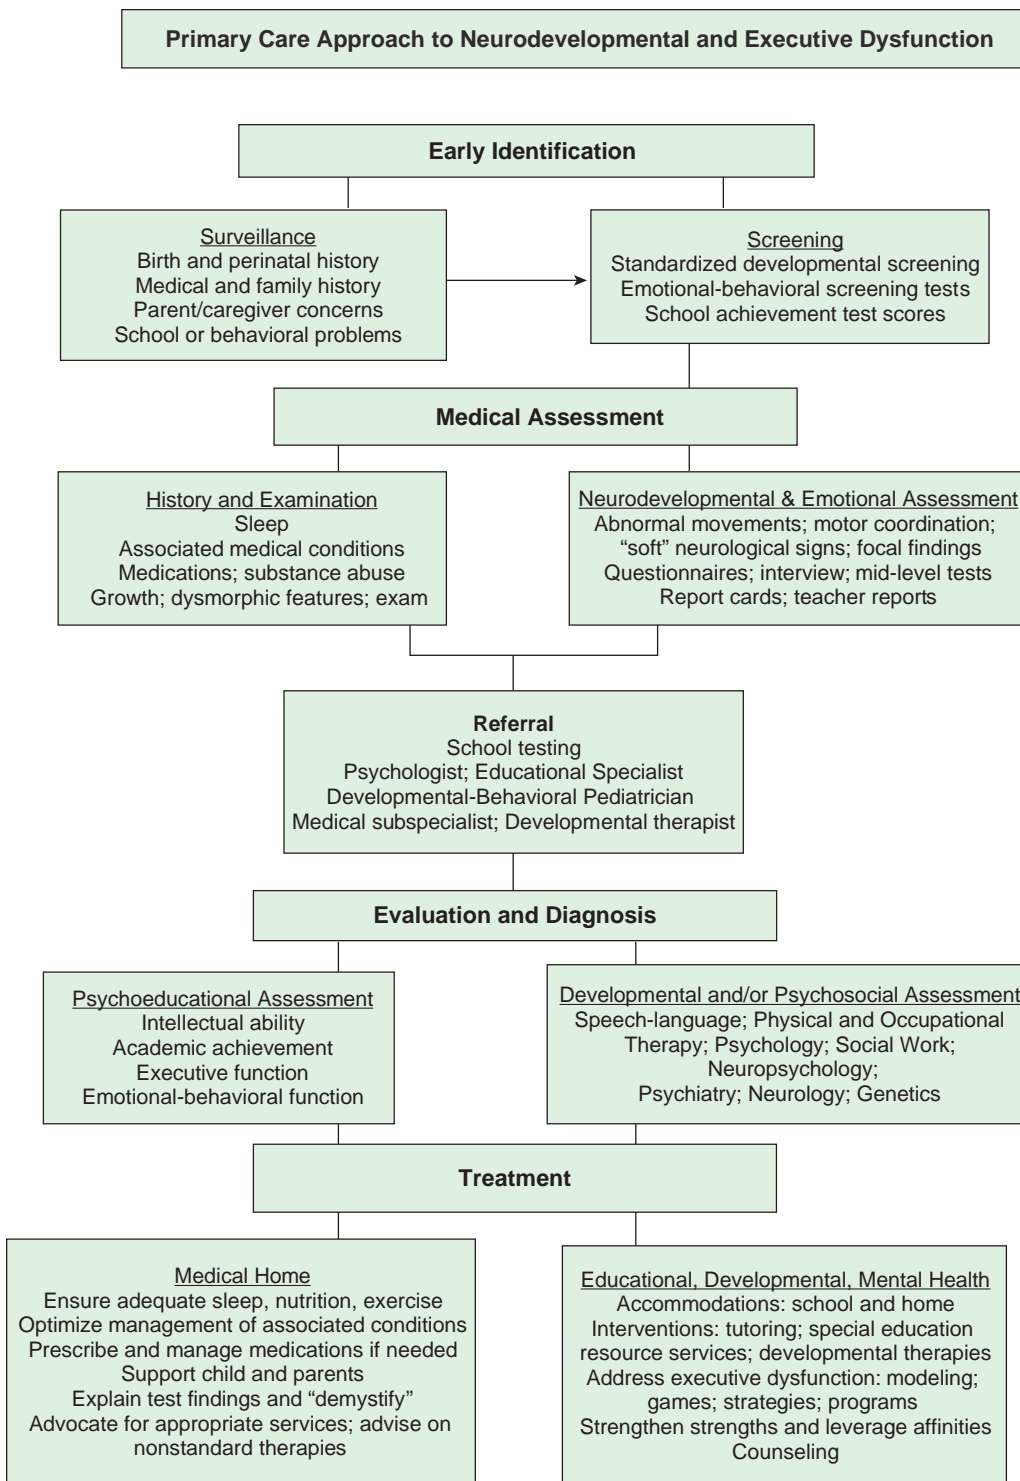 Primary Care Approach to Neurodevelopmental and Executive Dysfunction
Early Identification
Surveillance
Birth and perinatal history
Medical and family history
Parent/caregiver concerns
School or behavioral problems
Screening
Standardized developmental screening
Emotional-behavioral screening tests
School achievement test scores
Medical Assessment
History and Examination
Sleep
Associated medical conditions
Medications; substance abuse
Growth; dysmorphic features; exam
Neurodevelopmental & Emotional Assessment
Abnormal movements; motor coordination;
“soft” neurological signs; focal findings
Questionnaires; interview; mid-level tests
Report cards; teacher reports
Referral
School testing
Psychologist; Educational Specialist
Developmental-Behavioral Pediatrician
Medical subspecialist; Developmental therapist
Evaluation and Diagnosis
Psychoeducational Assessment
Intellectual ability
Academic achievement
Executive function
Emotional-behavioral function
Developmental and/or Psychosocial Assessment
Speech-language; Physical and Occupational
Therapy; Psychology; Social Work;
Neuropsychology;
Psychiatry; Neurology; Genetics
Treatment
Medical Home
Ensure adequate sleep, nutrition, exercise
Optimize management of associated conditions
Prescribe and manage medications if needed
Support child and parents
Explain test findings and “demystify”
Advocate for appropriate services; advise on
nonstandard therapies
Educational, Developmental, Mental Health
Accommodations: school and home
Interventions: tutoring; special education
resource services; developmental therapies
Address executive dysfunction: modeling;
games; strategies; programs
Strengthen strengths and leverage affinities
Counseling